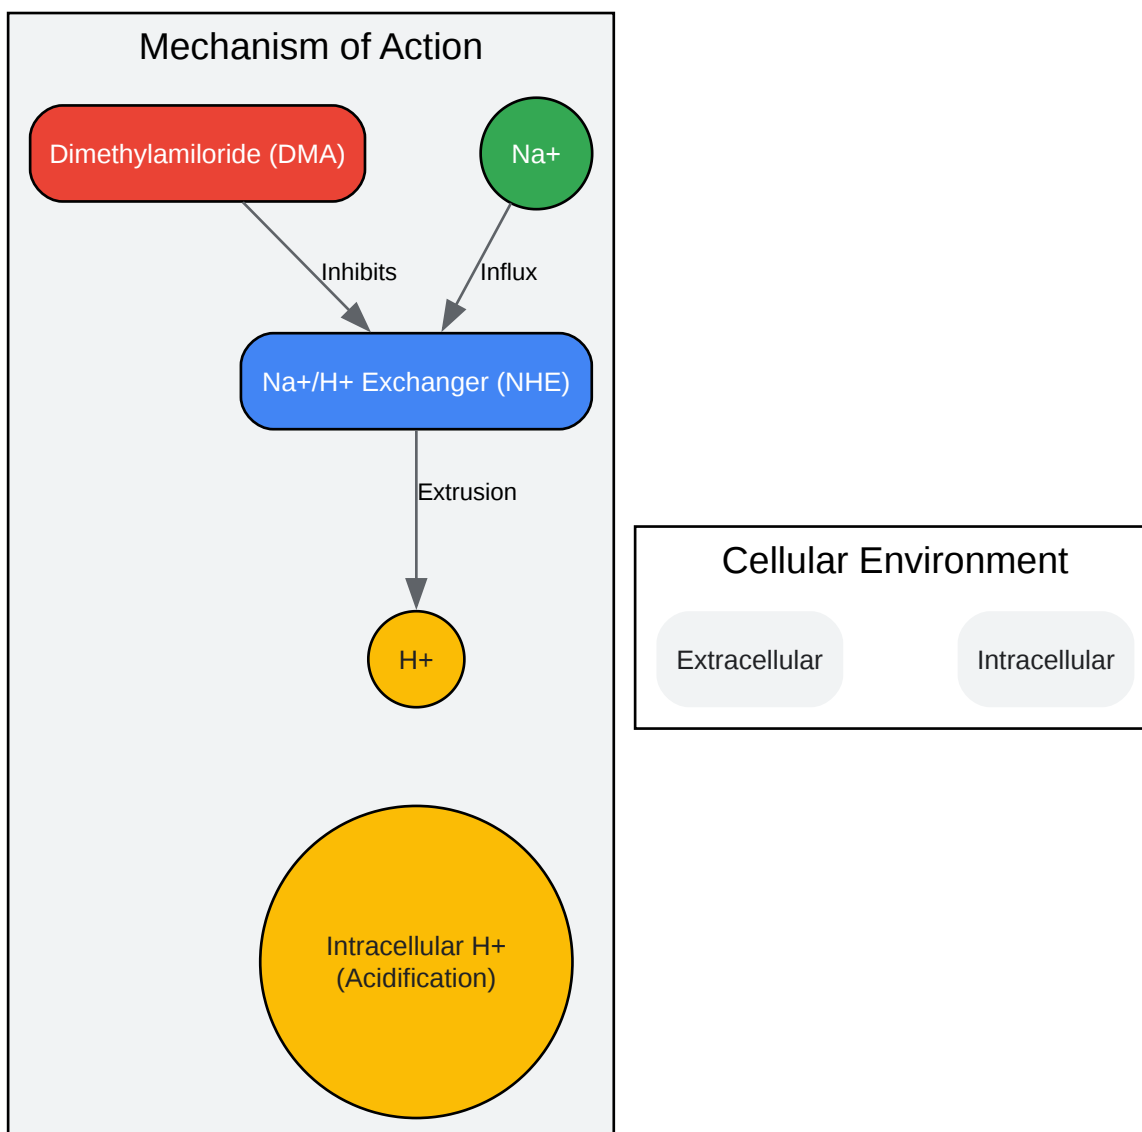 Mechanism of Action
Dimethylamiloride (DMA)
Na+
Inhibits
Influx
Na+/H+ Exchanger (NHE)
Extrusion
H+
Intracellular H+
(Acidification)
Cellular Environment
Extracellular
Intracellular